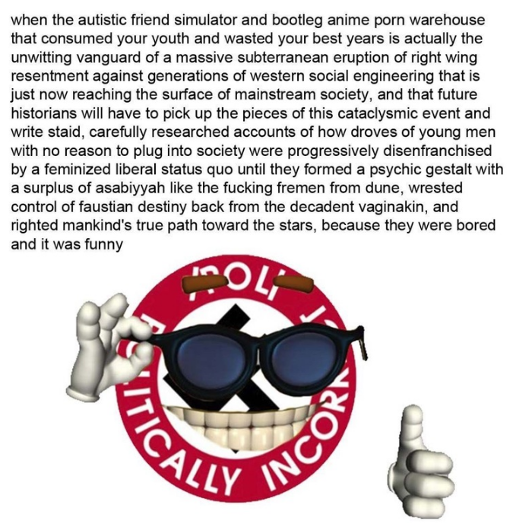 when the autistic friend simulator and bootleg anime porn warehouse
that consumed your youth and wasted your best years is actually the
unwitting vanguard of a massive subterranean eruption of right wing
resentment against generations of western social engineering that is
just now reaching the surface of mainstream society, and that future
historians will have to pick up the pieces of this cataclysmic event and
write staid, carefully researched accounts of how droves of young men
with no reason to plug into society were progressively disenfranchised
by a feminized liberal status quo until they formed a psychic gestalt with
a surplus of asabiyyah like the fucking fremen from dune, wrested
control of faustian destiny back from the decadent vaginakin, and
righted mankind's true path toward the stars, because they were bored
and it was funny